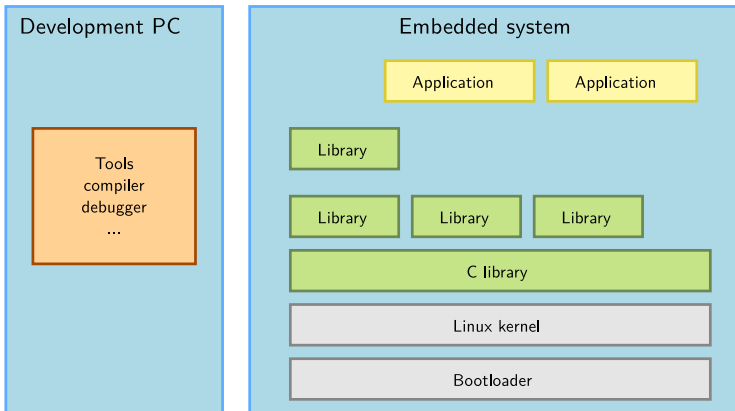 Development PC
Tools
compiler
debugger
...
Embedded system
Application
Application
Library
Library
Library
Library
C library
Linux kernel
Bootloader